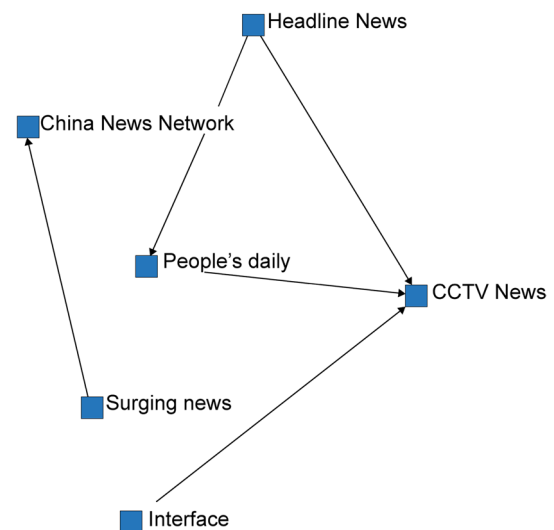 Headline News
China News Network
People’s daily
CCTV News
Surging news
Interface